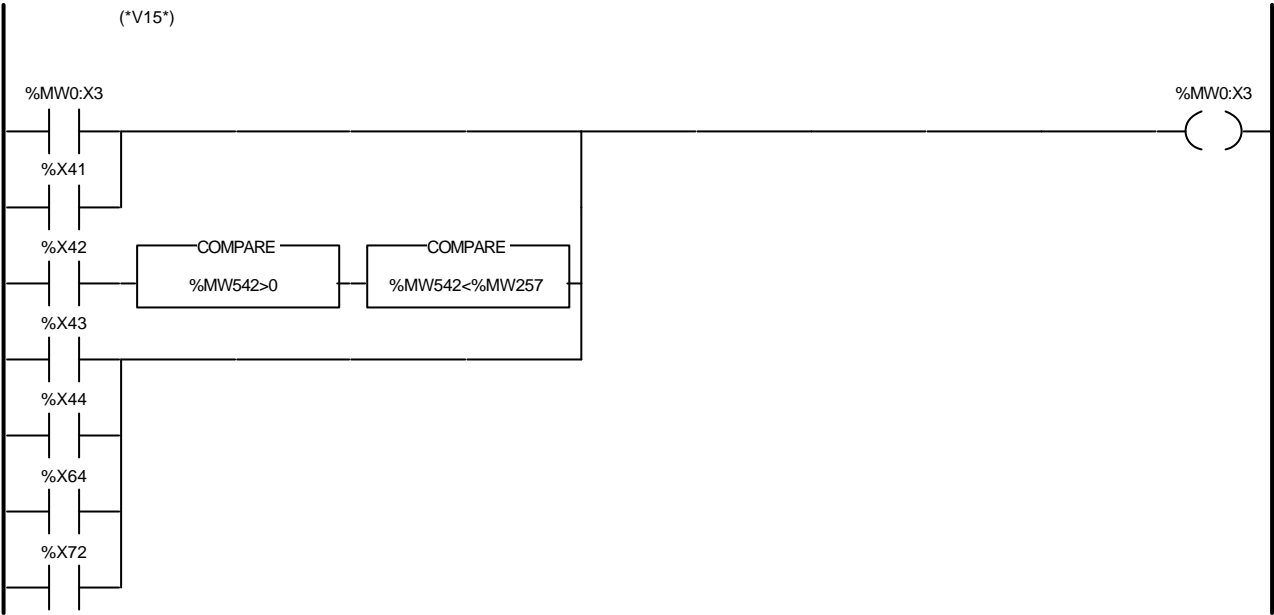 (*V15*)
%MW0:X3 %MW0:X3
%X41
%X42 COMPARE COMPARE
%MW542>0 %MW542<%MW257
%X43
%X44
%X64
%X72